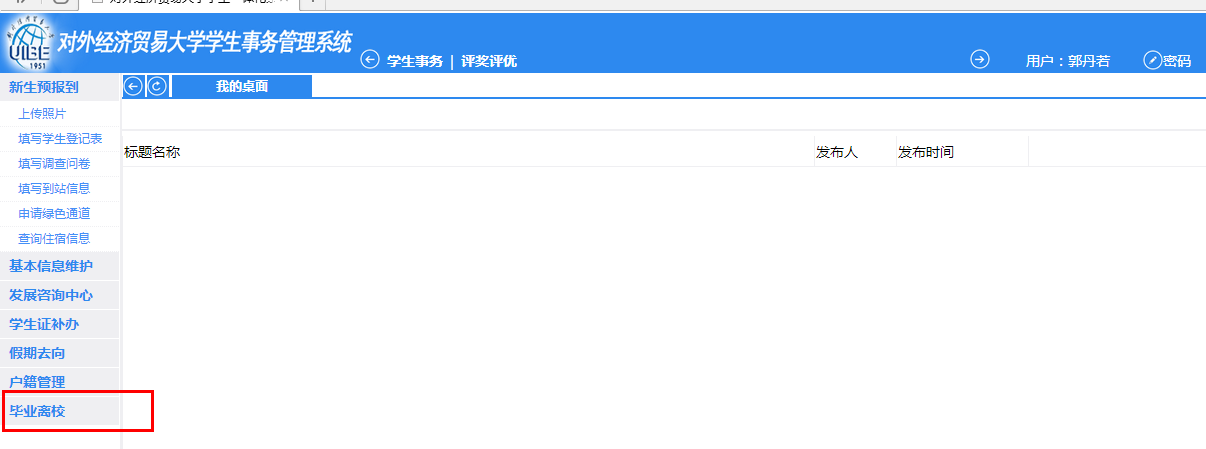 UIBE
1951
对外经济贸易大学学生事务管理系统
学生事务 | 评奖评优
用户：郭丹若
密码
新生预报到
我的桌面
上传照片
填写学生登记表
填写调查问卷
填写到站信息
申请绿色通道
查询住宿信息
标题名称
发布人
发布时间
基本信息维护
发展咨询中心
学生证补办
假期去向
户籍管理
毕业离校